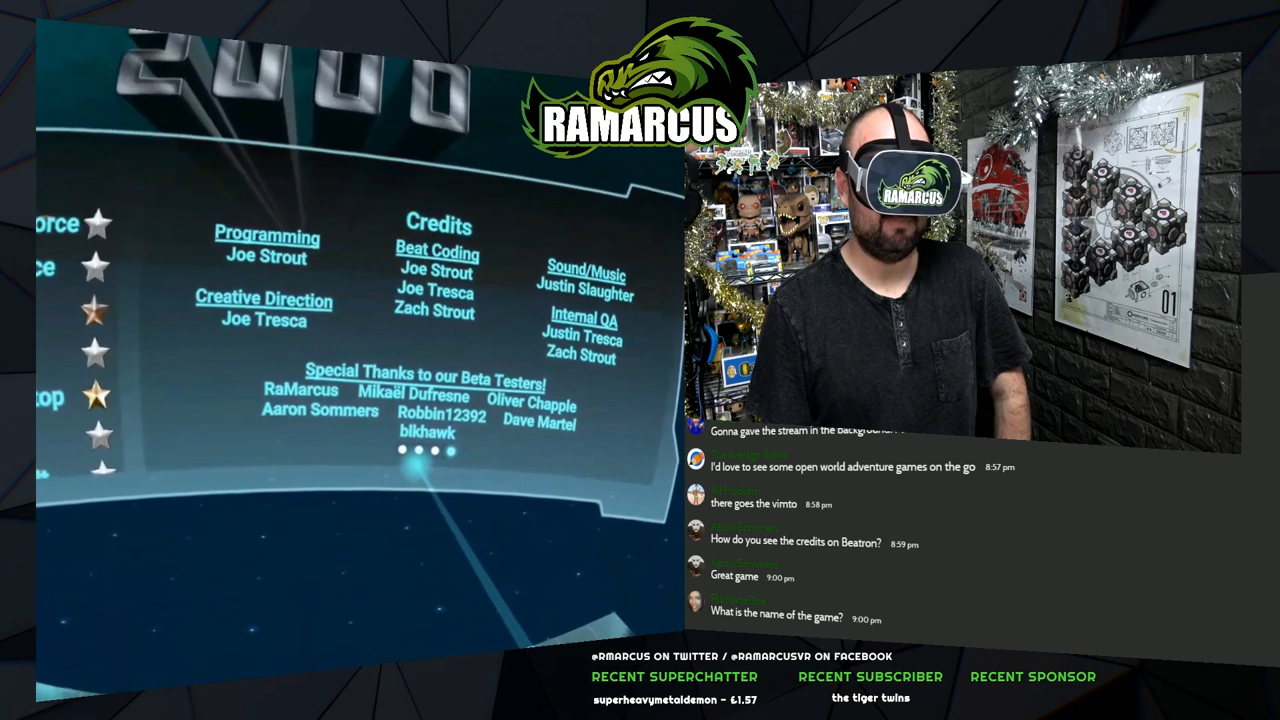 2000
RAMARCUS
orce
ce
top
Credits
Programming
Joe Strout
Creative Direction
Joe Tresca
Beat Coding
Joe Strout
Joe Tresca
Zach Strout
Sound/Music
Justin Slaughter
Internal QA
Justin Tresca
Zach Strout
Special Thanks to our Beta Testers!
RaMarcus Mikaël Dufresne Oliver Chapple
Aaron Sommers Robbin12392 Dave Martel
blkhawk
RAMARCUS
01
Gonna gave the stream in the background
I'd love to see some open world adventure games on the go 8:57 pm
there goes the vimto 8:58 pm
Aaron Sommers
How do you see the credits on Beatron? 8:59 pm
Aaron Sommers
Great game 9:00 pm
What is the name of the game? 9:00 pm
@RMARCUS ON TWITTER / @RAMARCUSVR ON FACEBOOK
RECENT SUPERCHATTER RECENT SUBSCRIBER RECENT SPONSOR
superheavymetaldemon - £1.57 the tiger twins